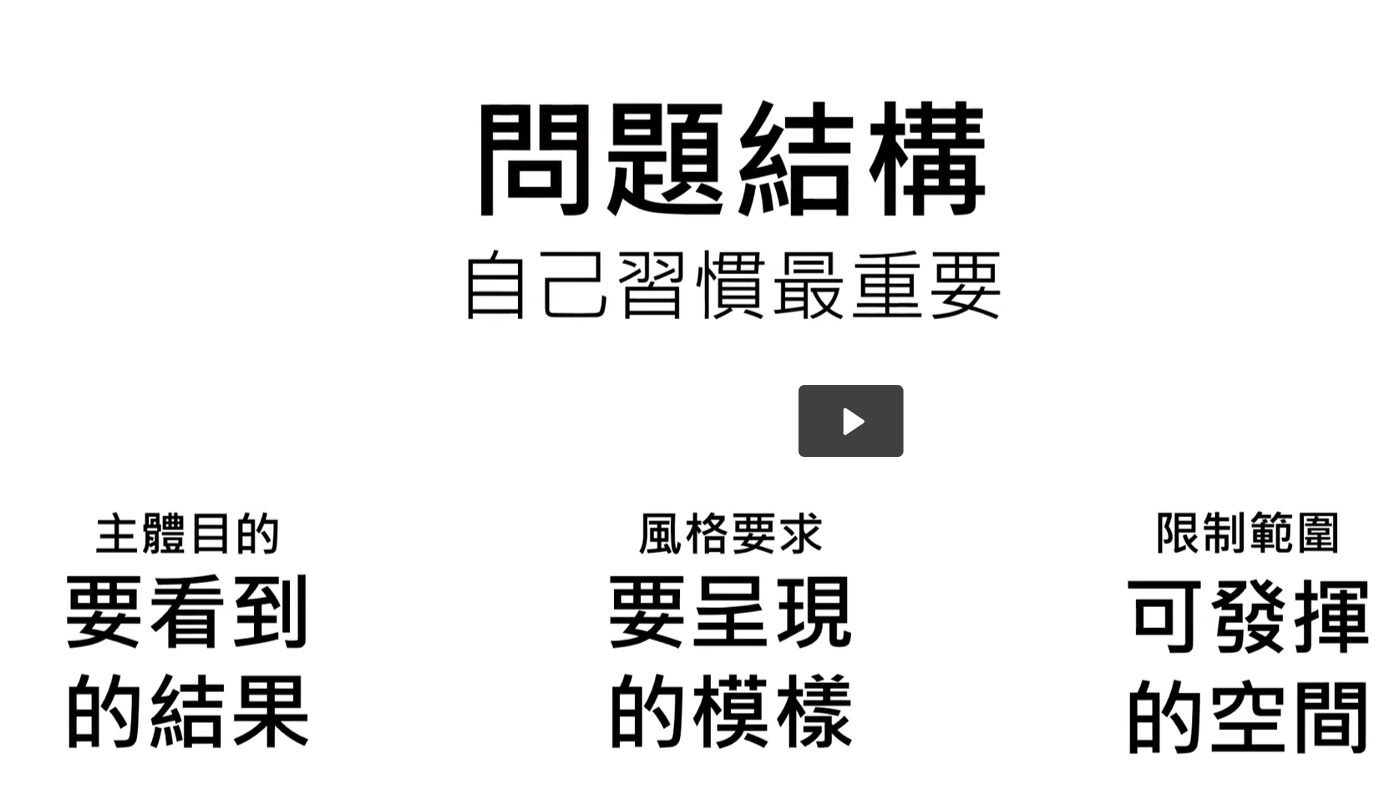 問題結構
自己習慣最重要
主體目的
要看到
的結果
風格要求
要呈現
的模樣
限制範圍
可發揮
的空間